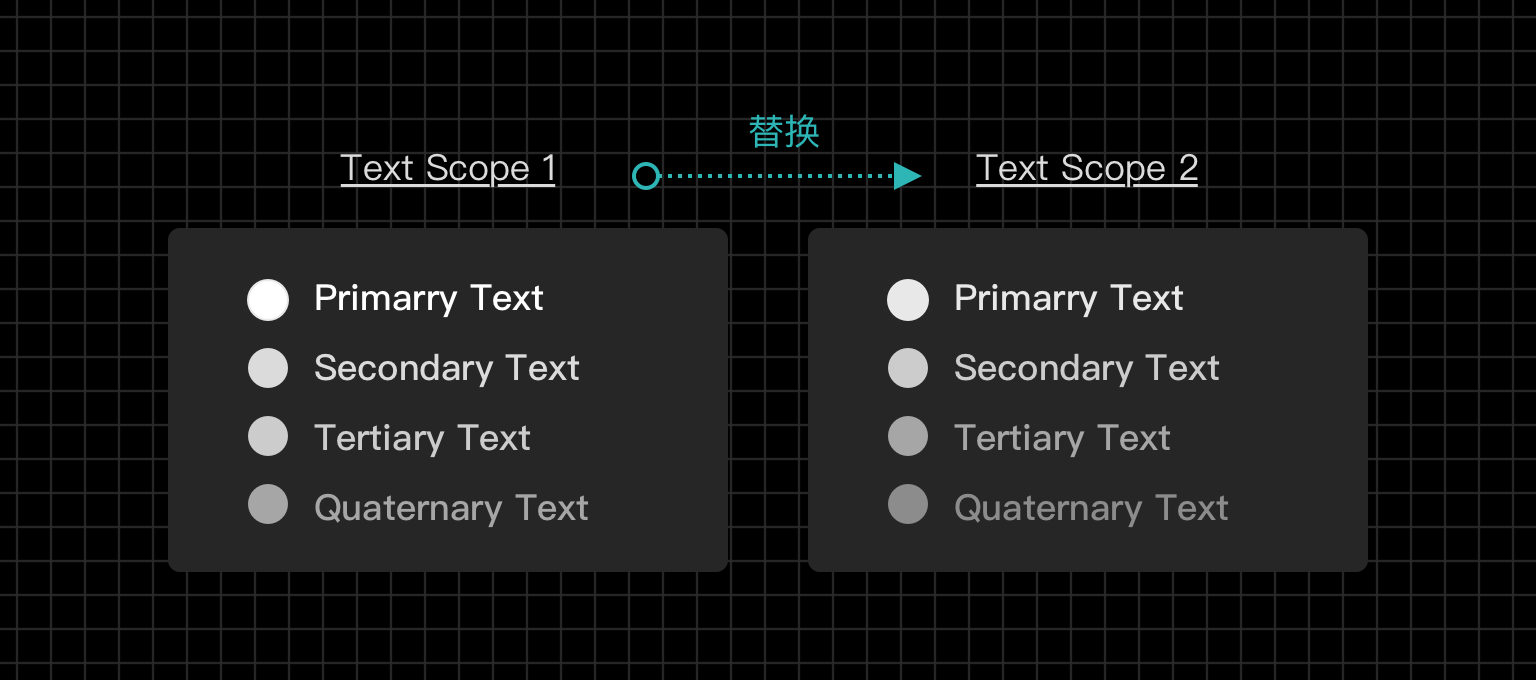 替换
Text Scope 1
Text Scope 2
Primarry Text
Secondary Text
Tertiary Text
Quaternary Text
Primarry Text
Secondary Text
Tertiary Text
Quaternary Text